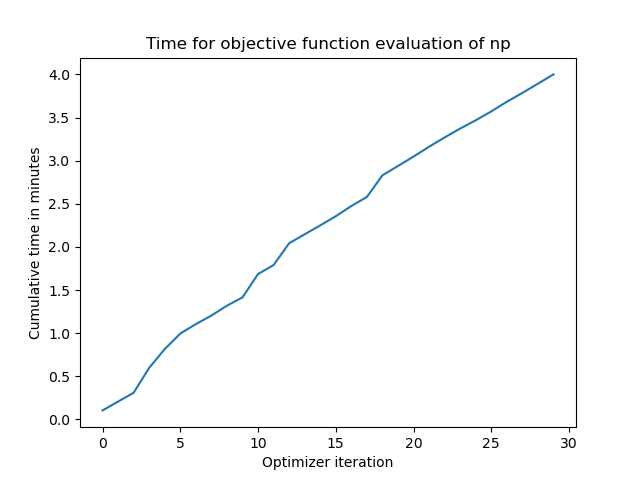 Time for objective function evaluation of np
Cumulative time in minutes
4.0
3.5
3.0
2.5
2.0
1.5
1.0
0.5
0.0
0 5 10 15 20 25 30
Optimizer iteration